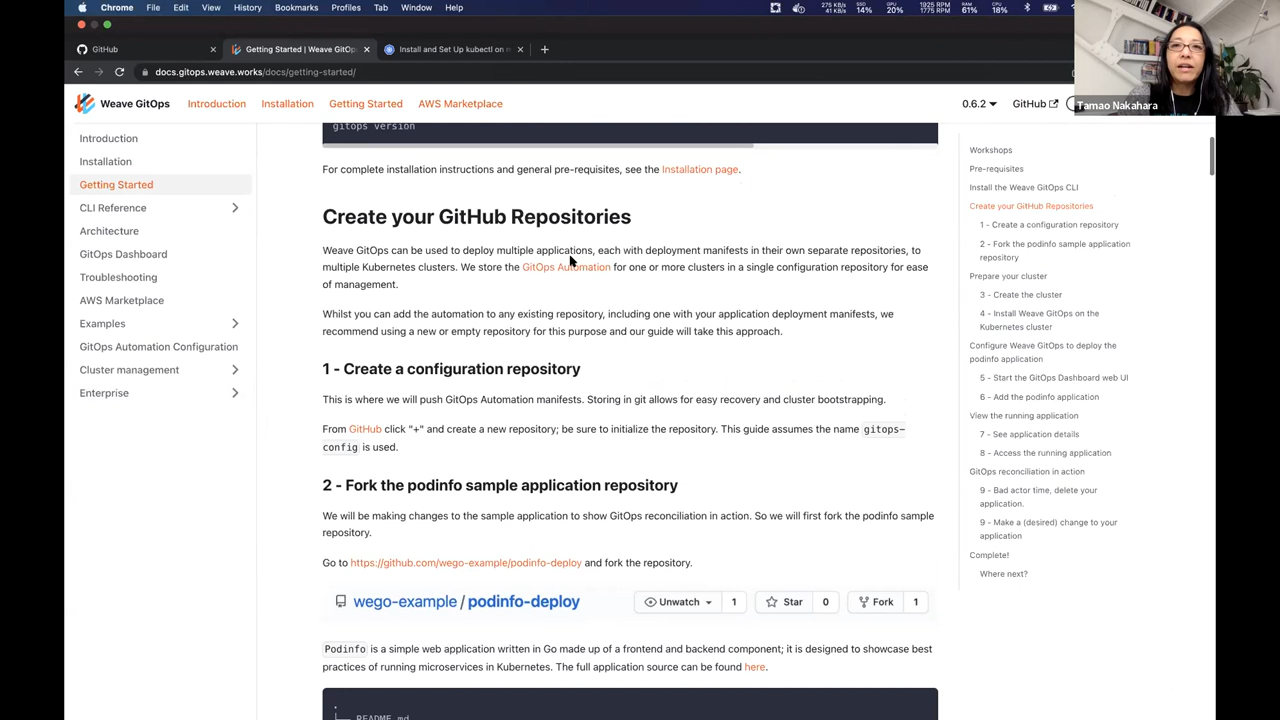 Chrome File Edit View History Bookmarks Profiles Tab Window Help
275 KB/s
41 KB/s
SSD
14%
GPU
20%
1925 RPM
1775 RPM
MEM
61%
CPU
18%
GitHub
Getting Started | Weave GitOp
Install and Set Up kubectl on m
docs.gitops.weave.works/docs/getting-started/
Tamao Nakahara
Weave GitOps Introduction Installation Getting Started AWS Marketplace 0.6.2 GitHub
Introduction
Installation
Getting Started
CLI Reference
Architecture
GitOps Dashboard
Troubleshooting
AWS Marketplace
Examples
GitOps Automation Configuration
Cluster management
Enterprise
gitops version
For complete installation instructions and general pre-requisites, see the Installation page.
Create your GitHub Repositories
Weave GitOps can be used to deploy multiple applications, each with deployment manifests in their own separate repositories, to
multiple Kubernetes clusters. We store the GitOps Automation for one or more clusters in a single configuration repository for ease
of management.
Whilst you can add the automation to any existing repository, including one with your application deployment manifests, we
recommend using a new or empty repository for this purpose and our guide will take this approach.
1 - Create a configuration repository
This is where we will push GitOps Automation manifests. Storing in git allows for easy recovery and cluster bootstrapping.
From GitHub click "+" and create a new repository; be sure to initialize the repository. This guide assumes the name gitops-
config is used.
2 - Fork the podinfo sample application repository
We will be making changes to the sample application to show GitOps reconciliation in action. So we will first fork the podinfo sample
repository.
Go to https://github.com/wego-example/podinfo-deploy and fork the repository.
wego-example / podinfo-deploy Unwatch 1 Star 0 Fork 1
Podinfo is a simple web application written in Go made up of a frontend and backend component; it is designed to showcase best
practices of running microservices in Kubernetes. The full application source can be found here.
.
└── README.md
Workshops
Pre-requisites
Install the Weave GitOps CLI
Create your GitHub Repositories
1 - Create a configuration repository
2 - Fork the podinfo sample application
repository
Prepare your cluster
3 - Create the cluster
4 - Install Weave GitOps on the
Kubernetes cluster
Configure Weave GitOps to deploy the
podinfo application
5 - Start the GitOps Dashboard web UI
6 - Add the podinfo application
View the running application
7 - See application details
8 - Access the running application
GitOps reconciliation in action
9 - Bad actor time, delete your
application.
9 - Make a (desired) change to your
application
Complete!
Where next?